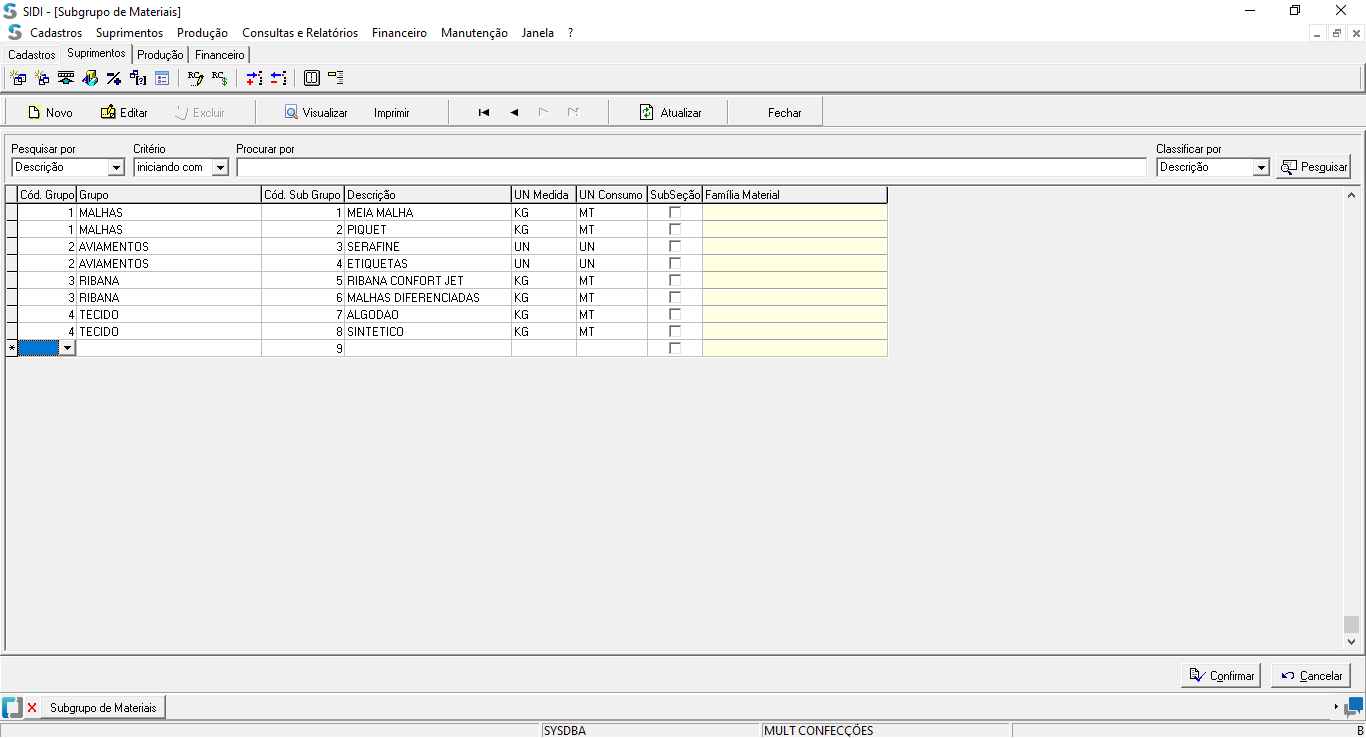 SIDI - [Subgrupo de Materiais]
Cadastros Suprimentos Produção Consultas e Relatórios Financeiro Manutenção Janela ?
Cadastros Suprimentos Produção Financeiro
Novo Editar Excluir Visualizar Imprimir Atualizar Fechar
Pesquisar por Critério Procurar por Classificar por
Descrição iniciando com Descrição Pesquisar
Cód. Grupo Grupo Cód. Sub Grupo Descrição UN Medida UN Consumo SubSeção Família Material
1 MALHAS 1 MEIA MALHA KG MT
1 MALHAS 2 PIQUET KG MT
2 AVIAMENTOS 3 SERAFINE UN UN
2 AVIAMENTOS 4 ETIQUETAS UN UN
3 RIBANA 5 RIBANA CONFORT JET KG MT
3 RIBANA 6 MALHAS DIFERENCIADAS KG MT
4 TECIDO 7 ALGODAO KG MT
4 TECIDO 8 SINTETICO KG MT
* 9
Confirmar Cancelar
Subgrupo de Materiais
SYSDBA MULT CONFECÇÕES B